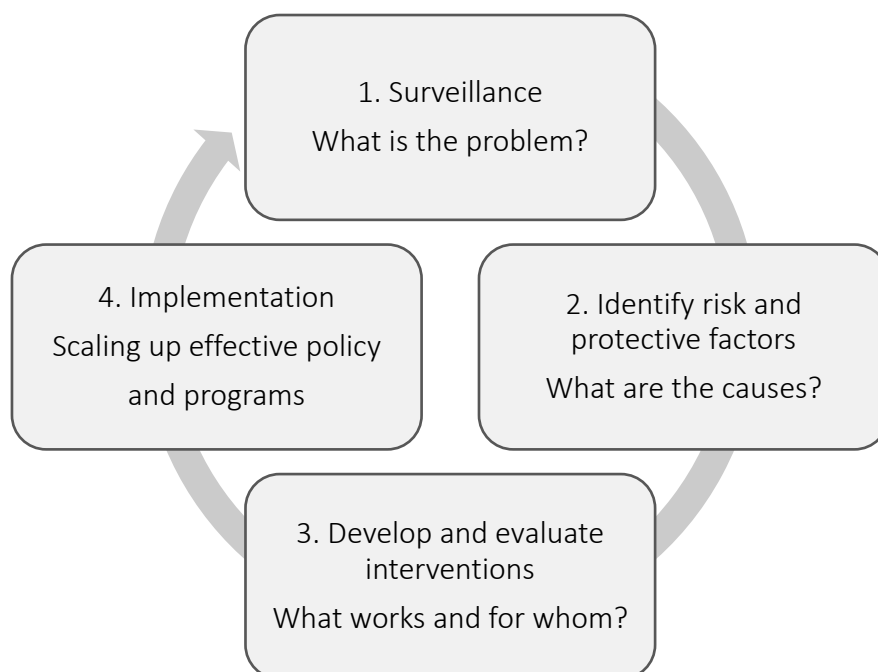 1. Surveillance
What is the problem?
2. Identify risk and
protective factors
What are the causes?
3. Develop and evaluate
interventions
What works and for whom?
4. Implementation
Scaling up effective policy
and programs